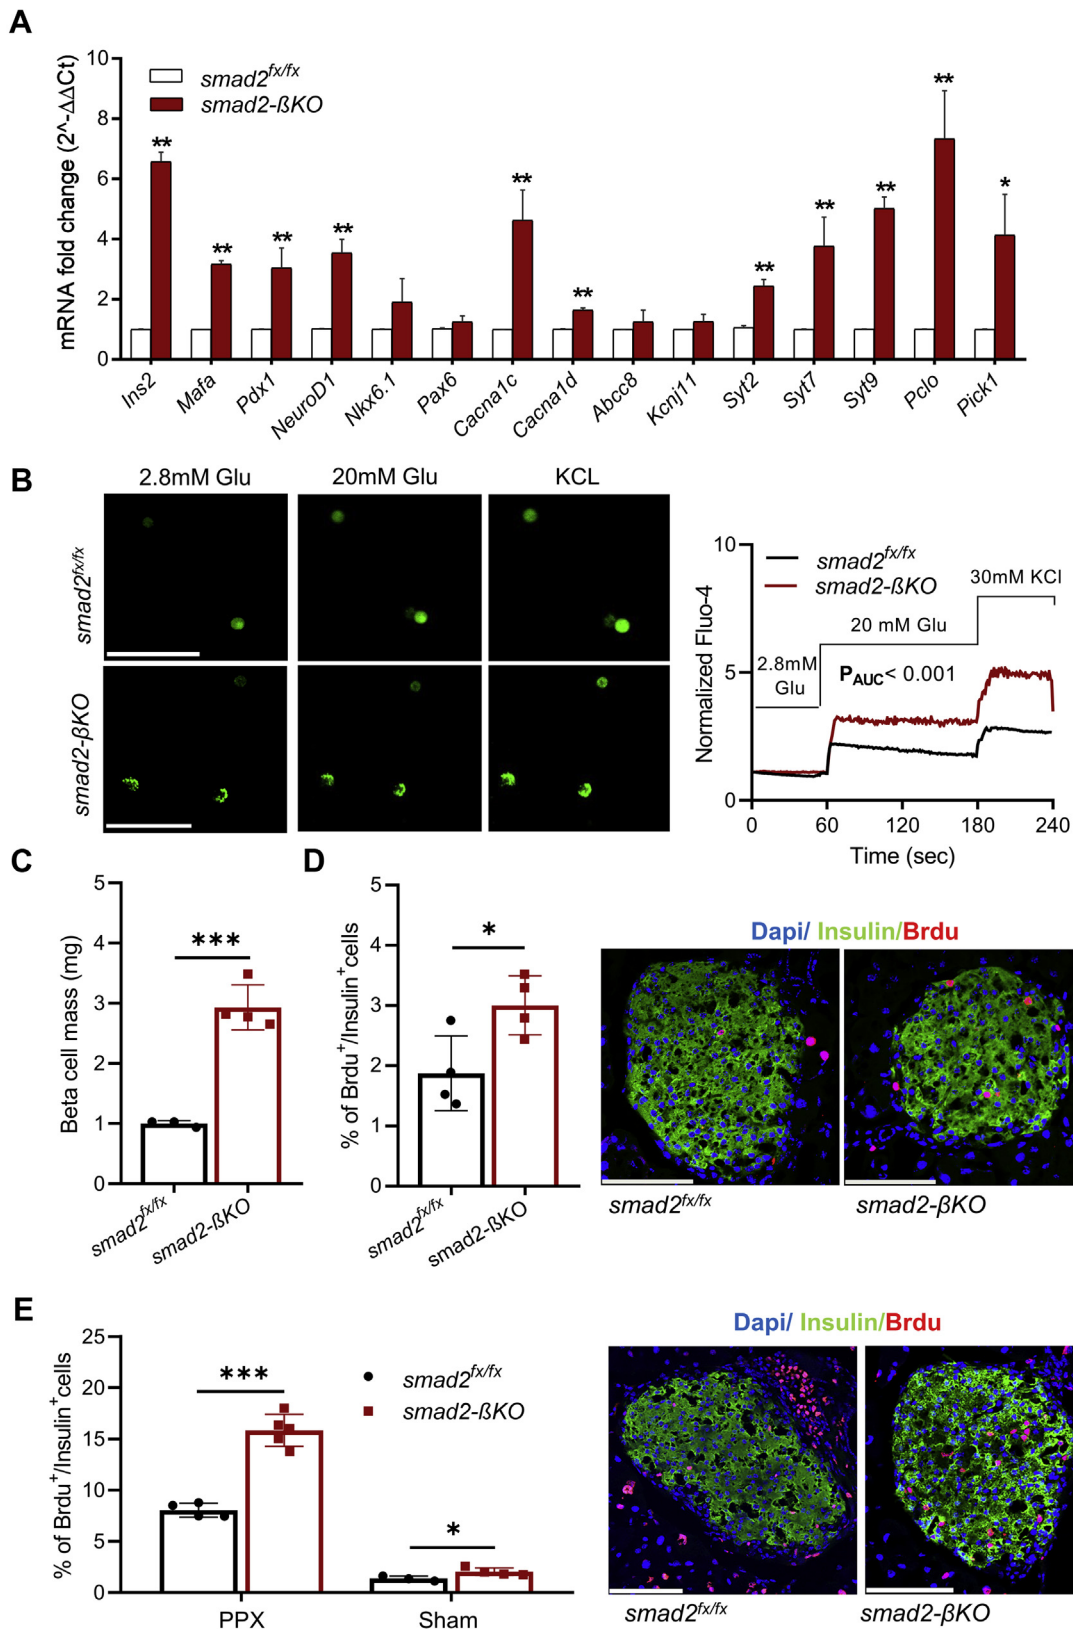 A
mRNA fold change (2^-ΔΔCt)
10
8
6
4
2
0
smad2fx/fx
smad2-ßKO
** ** ** ** ** ** ** ** ** ** *
Ins2 Mafa Pdx1 NeuroD1 Nkx6.1 Pax6 Cacna1c Cacna1d Abcc8 Kcnj11 Syt2 Syt7 Syt9 Pclo Pick1
B
2.8mM Glu 20mM Glu KCL
smad2fx/fx
smad2-βKO
Normalized Fluo-4
10
5
0
smad2fx/fx
smad2-ßKO
30mM KCl
20 mM Glu
2.8mM
Glu
PAUC< 0.001
0 60 120 180 240
Time (sec)
C
Beta cell mass (mg)
5
4
3
2
1
0
***
smad2fx/fx
smad2-ßKO
D
% of Brdu+/Insulin+cells
5
4
3
2
1
0
*
smad2fx/fx
smad2-ßKO
Dapi/ Insulin/Brdu
smad2fx/fx smad2-βKO
E
% of Brdu+/Insulin+cells
25
20
15
10
5
0
***
*
smad2fx/fx
smad2-ßKO
PPX Sham
Dapi/ Insulin/Brdu
smad2fx/fx smad2-βKO